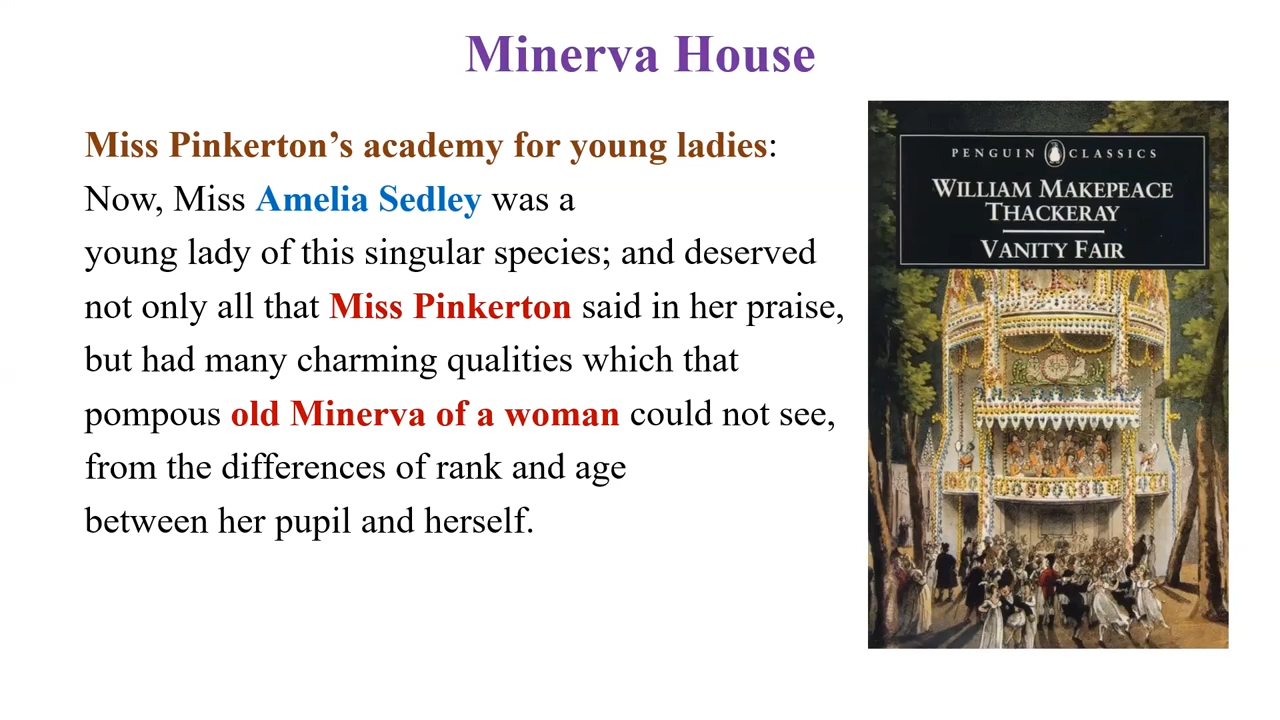 Minerva House
Miss Pinkerton’s academy for young ladies:
Now, Miss Amelia Sedley was a
young lady of this singular species; and deserved
not only all that Miss Pinkerton said in her praise,
but had many charming qualities which that
pompous old Minerva of a woman could not see,
from the differences of rank and age
between her pupil and herself.
PENGUIN CLASSICS
WILLIAM MAKEPEACE
THACKERAY
VANITY FAIR